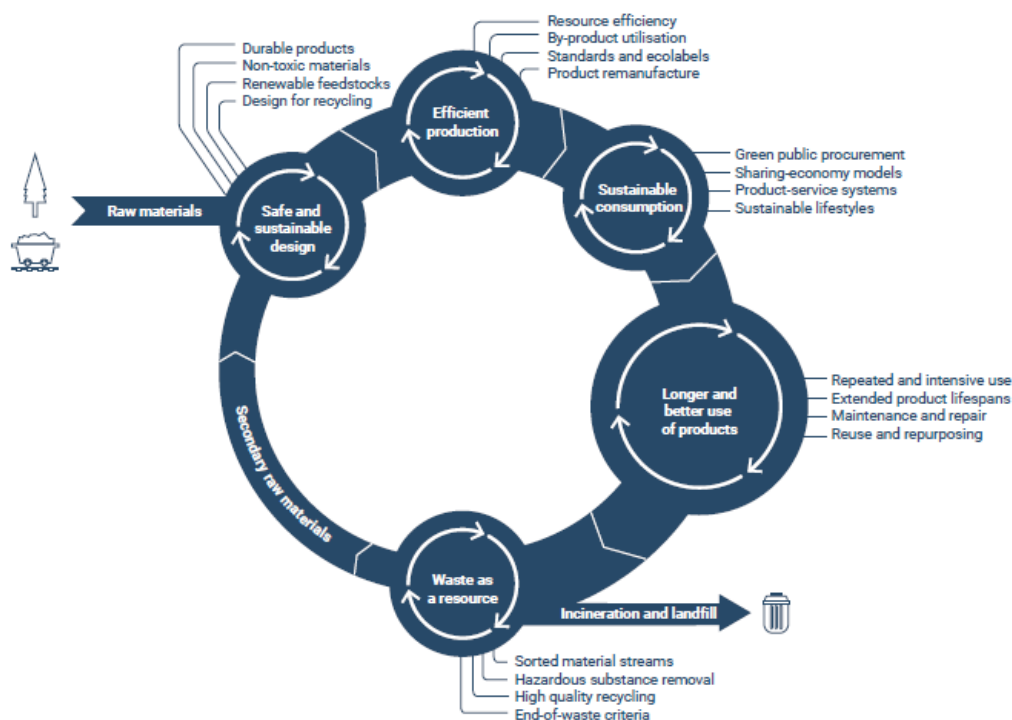 Resource efficiency
By-product utilisation
Standards and ecolabels
Product remanufacture
Durable products
Non-toxic materials
Renewable feedstocks
Design for recycling
Efficient
production
Green public procurement
Sharing-economy models
Product-service systems
Sustainable lifestyles
Sustainable
consumption
Raw materials
Safe and
sustainable
design
Longer and
better use
of products
Repeated and intensive use
Extended product lifespans
Maintenance and repair
Reuse and repurposing
Secondary raw materials
Waste as
a resource
Incineration and landfill
Sorted material streams
Hazardous substance removal
High quality recycling
End-of-waste criteria